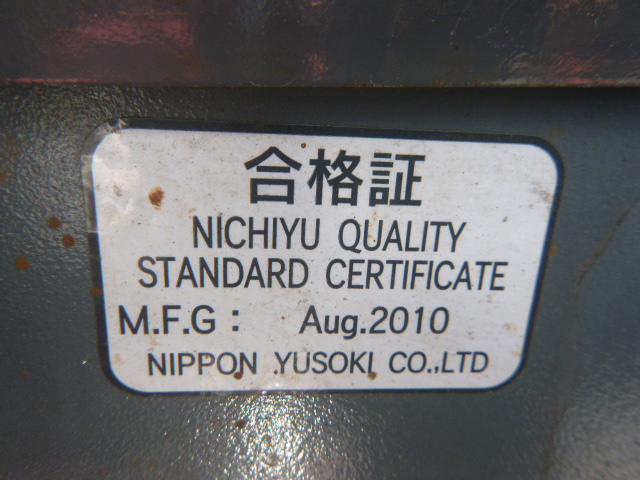 合格証
NICHIYU QUALITY
STANDARD CERTIFICATE
M.F.G : Aug.2010
NIPPON YUSOKI CO.,LTD